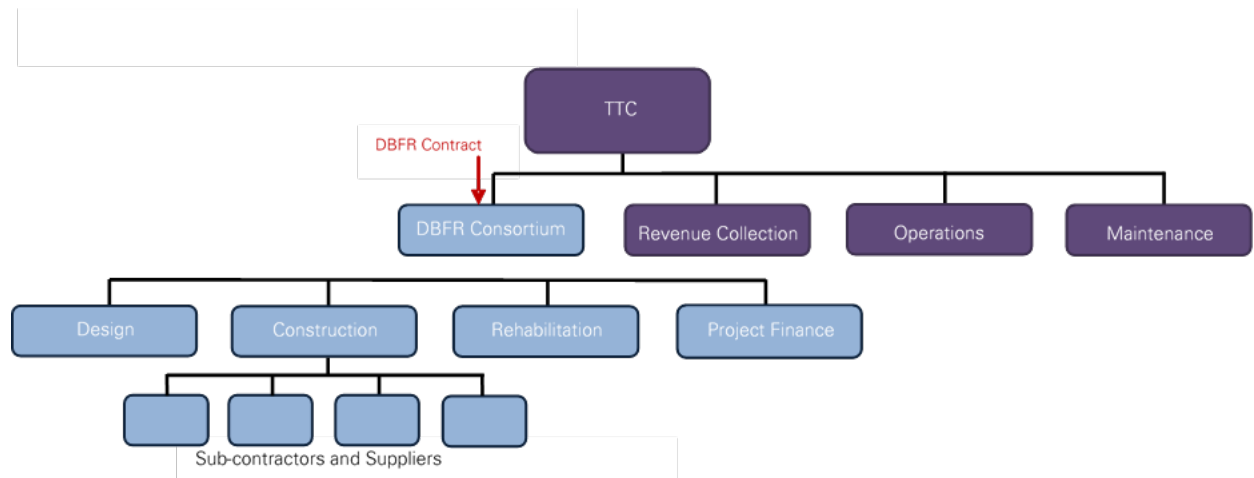 TTC
DBFR Contract
DBFR Consortium
Revenue Collection
Operations
Maintenance
Design
Construction
Rehabilitation
Project Finance
Sub-contractors and Suppliers